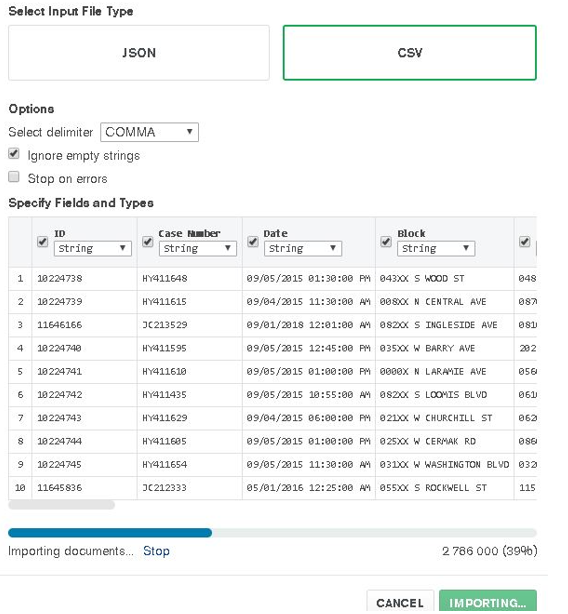 Select Input File Type
JSON CSV
Options
Select delimiter COMMA
Ignore empty strings
Stop on errors
Specify Fields and Types
ID Case Number Date Block
String String String String
1 10224738 HY411648 09/05/2015 01:30:00 PM 043XX S WOOD ST 048
2 10224739 HY411615 09/04/2015 11:30:00 AM 008XX N CENTRAL AVE 087
3 11646166 JC213529 09/01/2018 12:01:00 AM 082XX S INGLESIDE AVE 081
4 10224740 HY411595 09/05/2015 12:45:00 PM 035XX W BARRY AVE 202
5 10224741 HY411610 09/05/2015 01:00:00 PM 0000X N LARAMIE AVE 056
6 10224742 HY411435 09/05/2015 10:55:00 AM 082XX S LOOMIS BLVD 061
7 10224743 HY411629 09/04/2015 06:00:00 PM 021XX W CHURCHILL ST 062
8 10224744 HY411605 09/05/2015 01:00:00 PM 025XX W CERMAK RD 086
9 10224745 HY411654 09/05/2015 11:30:00 AM 031XX W WASHINGTON BLVD 032
10 11645836 JC212333 05/01/2016 12:25:00 AM 055XX S ROCKWELL ST 115
Importing documents... Stop 2 786 000 (39%)
CANCEL IMPORTING...